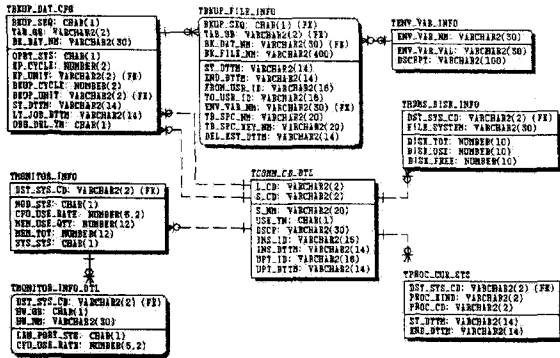 TBKUP_DAT_CFG
BKUP_SEQ: CHAR(1)
TAB_GB: VARCHAR2(2)
BK_DAY_NM: VARCHAR2(30)
OPRT_STS: CHAR(1)
KP_CYCLE: NUMBER(2)
KP_UNIT: VARCHAR2(2) (FK)
BKUP_CYCLE: NUMBER(2)
BKUP_UNIT: VARCHAR2(2) (FK)
ST_DTTM: VARCHAR2(14)
LT_JOB_DTTM: VARCHAR2(14)
ORG_DEL_YN: CHAR(1)
TBKUP_FILE_INFO
BKUP_SEQ: CHAR(1) (FK)
TAB_GB: VARCHAR2(2) (FK)
BK_DAY_NM: VARCHAR2(30) (FK)
BK_FILE_NM: VARCHAR2(400)
ST_DTTM: VARCHAR2(14)
END_DTTM: VARCHAR2(14)
FROM_USR_ID: VARCHAR2(16)
TO_USR_ID: VARCHAR2(16)
ENV_VAR_NM: VARCHAR2(30) (FK)
TB_SPC_NM: VARCHAR2(20)
TB_SPC_KEY_NM: VARCHAR2(20)
DEL_EST_DTTM: VARCHAR2(14)
TENV_VAR_INFO
ENV_VAR_NM: VARCHAR2(30)
ENV_VAR_VAL: VARCHAR2(30)
DSCRPT: VARCHAR2(100)
DST_SYS_CD: VARCHAR2(2) (FK)
FILE_SYSTEM: VARCHAR2(30)
DISK_TOT: NUMBER(10)
DISK_USE: NUMBER(10)
DISK_FREE: NUMBER(10)
TCOMM_CD_DTL
L_CD: VARCHAR2(2)
S_CD: VARCHAR2(2)
S_NM: VARCHAR2(20)
USE_YN: CHAR(1)
DSCP: VARCHAR2(30)
INS_ID: VARCHAR2(16)
INS_DTTM: VARCHAR2(14)
UPT_ID: VARCHAR2(16)
UPT_DTTM: VARCHAR2(14)
TMONITOR_INFO
DST_SYS_CD: VARCHAR2(2) (FK)
MOD_STS: CHAR(1)
CPU_USE_RATE: NUMBER(5,2)
MEM_USE_QTY: NUMBER(12)
MEM_TOT: NUMBER(12)
SYS_STS: CHAR(1)
TMONITOR_INFO_DTL
DST_SYS_CD: VARCHAR2(2) (FK)
HW_GB: CHAR(1)
HW_NM: VARCHAR2(30)
LAN_PORT_STS: CHAR(1)
CPU_USE_RATE: NUMBER(5,2)
TPROC_CUR_STS
DST_SYS_CD: VARCHAR2(2) (FK)
PROC_KIND: VARCHAR2(2)
PROC_CD: VARCHAR2(2)
ST_DTTM: VARCHAR2(14)
END_DTTM: VARCHAR2(14)